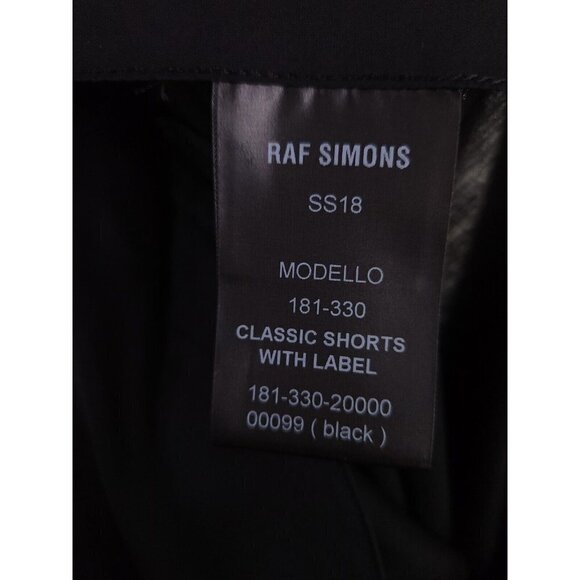 RAF SIMONS
SS18
MODELLO
181-330
CLASSIC SHORTS
WITH LABEL
181-330-20000
00099 ( black )